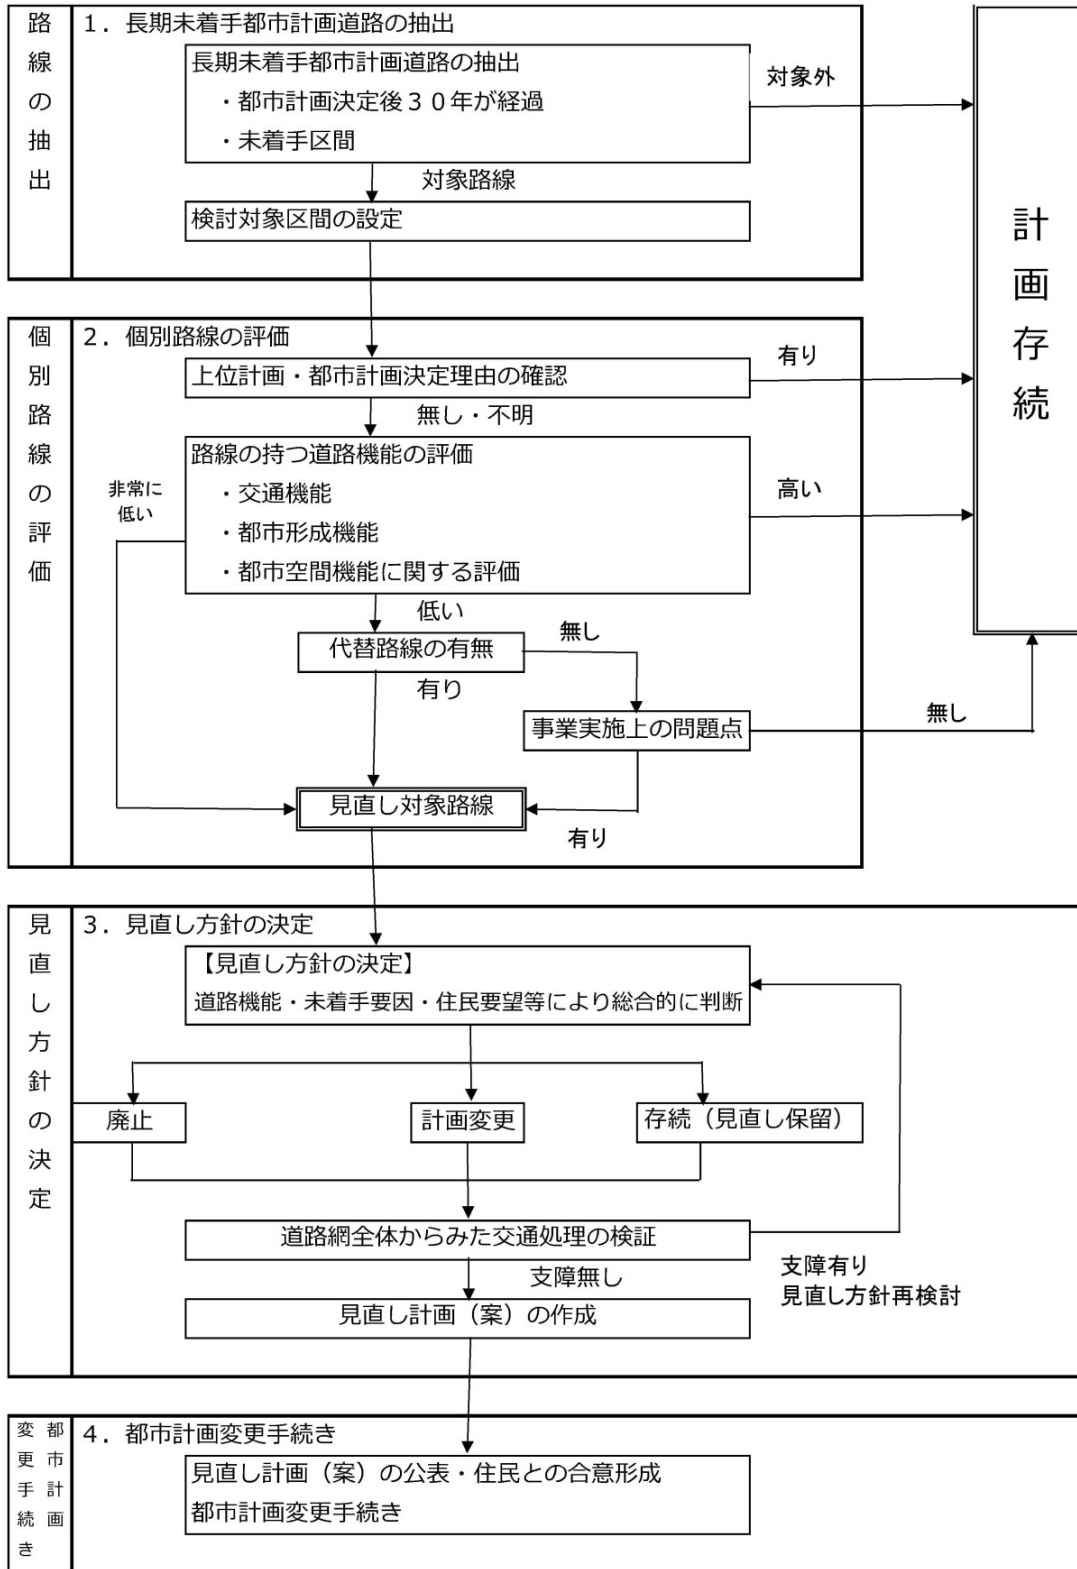 路線の抽出
1．長期未着手都市計画道路の抽出
長期未着手都市計画道路の抽出
・都市計画決定後３０年が経過
・未着手区間
対象外
対象路線
検討対象区間の設定
計画存続
個別路線の評価
2．個別路線の評価
上位計画・都市計画決定理由の確認
有り
無し・不明
路線の持つ道路機能の評価
・交通機能
・都市形成機能
・都市空間機能に関する評価
高い
非常に
低い
低い
代替路線の有無
無し
有り
事業実施上の問題点
無し
見直し対象路線
有り
見直し方針の決定
3．見直し方針の決定
【見直し方針の決定】
道路機能・未着手要因・住民要望等により総合的に判断
廃止
計画変更
存続（見直し保留）
道路網全体からみた交通処理の検証
支障有り
見直し方針再検討
支障無し
見直し計画（案）の作成
都市計画
変更手続き
4．都市計画変更手続き
見直し計画（案）の公表・住民との合意形成
都市計画変更手続き